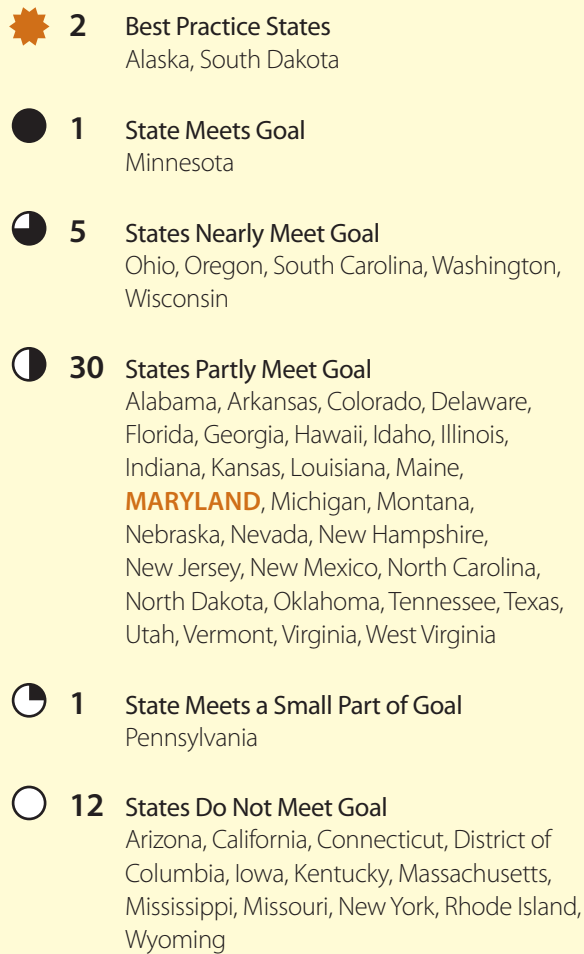 2 Best Practice States
Alaska, South Dakota
1 State Meets Goal
Minnesota
5 States Nearly Meet Goal
Ohio, Oregon, South Carolina, Washington,
Wisconsin
30 States Partly Meet Goal
Alabama, Arkansas, Colorado, Delaware,
Florida, Georgia, Hawaii, Idaho, Illinois,
Indiana, Kansas, Louisiana, Maine,
MARYLAND, Michigan, Montana,
Nebraska, Nevada, New Hampshire,
New Jersey, New Mexico, North Carolina,
North Dakota, Oklahoma, Tennessee, Texas,
Utah, Vermont, Virginia, West Virginia
1 State Meets a Small Part of Goal
Pennsylvania
12 States Do Not Meet Goal
Arizona, California, Connecticut, District of
Columbia, Iowa, Kentucky, Massachusetts,
Mississippi, Missouri, New York, Rhode Island,
Wyoming